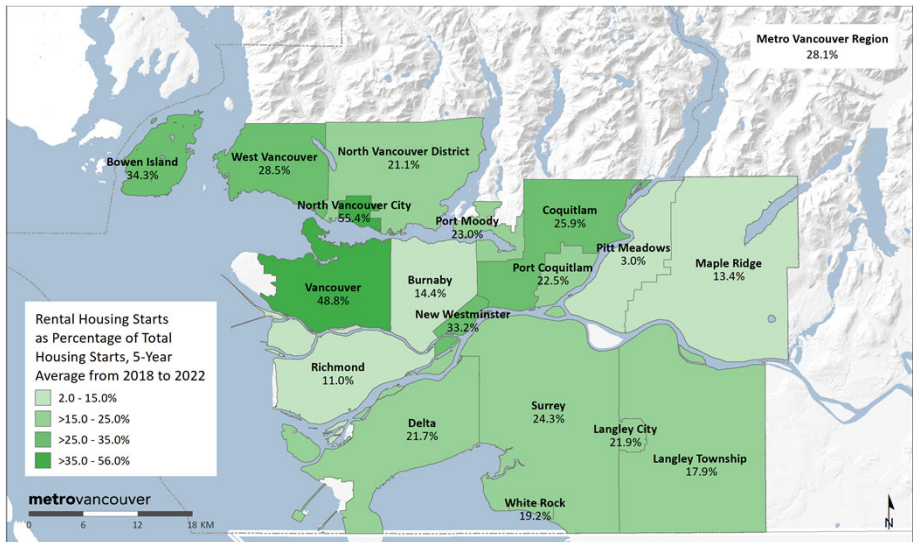 Metro Vancouver Region
28.1%
Bowen Island
34.3%
West Vancouver
28.5%
North Vancouver District
21.1%
North Vancouver City
55.4%
Port Moody
23.0%
Coquitlam
25.9%
Pitt Meadows
3.0%
Maple Ridge
13.4%
Port Coquitlam
22.5%
Vancouver
48.8%
Burnaby
14.4%
New Westminster
33.2%
Richmond
11.0%
Delta
21.7%
Surrey
24.3%
Langley City
21.9%
Langley Township
17.9%
White Rock
19.2%
Rental Housing Starts
as Percentage of Total
Housing Starts, 5-Year
Average from 2018 to 2022
2.0 - 15.0%
>15.0 - 25.0%
>25.0 - 35.0%
>35.0 - 56.0%
metrovancouver
0 6 12 18 KM
N